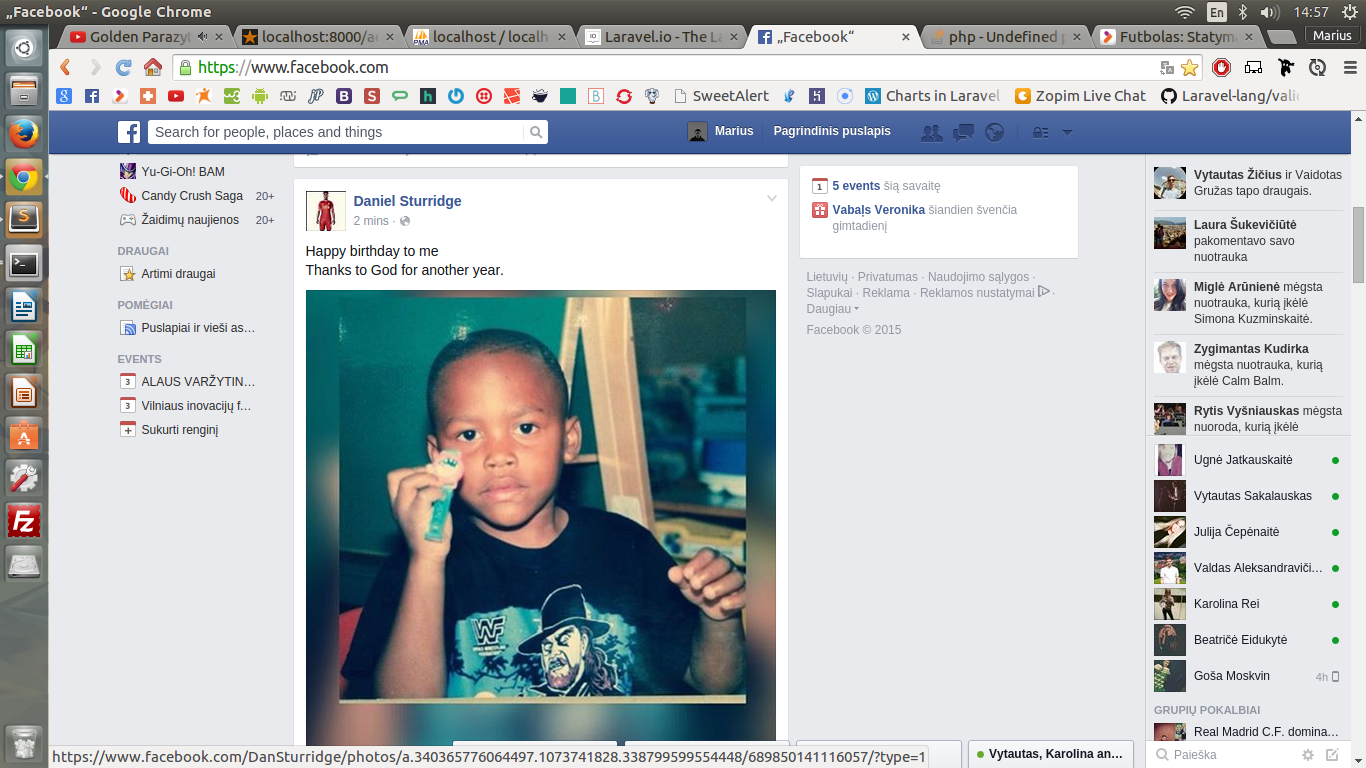 „Facebook“ - Google Chrome
En
14:57
Golden Parazyt
localhost:8000/a
localhost / localh
Laravel.io - The La
„Facebook“
php - Undefined
Futbolas: Statym
Marius
https://www.facebook.com
SweetAlert
Charts in Laravel
Zopim Live Chat
Laravel-lang/vali
Search for people, places and things
Marius
Pagrindinis puslapis
Yu-Gi-Oh! BAM
Candy Crush Saga 20+
Žaidimų naujienos 20+
DRAUGAI
Artimi draugai
POMĖGIAI
Puslapiai ir vieši as...
EVENTS
3 ALAUS VARŽYTIN...
3 Vilniaus inovacijų f...
Sukurti renginį
Daniel Sturridge
2 mins ·
Happy birthday to me
Thanks to God for another year.
WF
1 5 events šią savaitę
Vabaļs Veronika šiandien švenčia
gimtadienį
Lietuvių · Privatumas · Naudojimo sąlygos ·
Slapukai · Reklama · Reklamos nustatymai ·
Daugiau
Facebook © 2015
Vytautas Žičius ir Vaidotas
Gružas tapo draugais.
Laura Šukevičiūtė
pakomentavo savo
nuotrauka
Miglė Arūnienė mėgsta
nuotrauka, kurią įkėlė
Simona Kuzminskaitė.
Zygimantas Kudirka
mėgsta nuotrauka, kurią
įkėlė Calm Balm.
Rytis Vyšniauskas mėgsta
nuoroda, kurią įkėlė
Ugnė Jatkauskaitė
Vytautas Sakalauskas
Julija Čepėnaitė
Valdas Aleksandraviči...
Karolina Rei
Beatričė Eidukytė
Goša Moskvin 4h
GRUPIŲ POKALBIAI
Real Madrid C.F. domina...
Paieška
Vytautas, Karolina an...
https://www.facebook.com/DanSturridge/photos/a.340365776064497.1073741828.338799599554448/689850141116057/?type=1